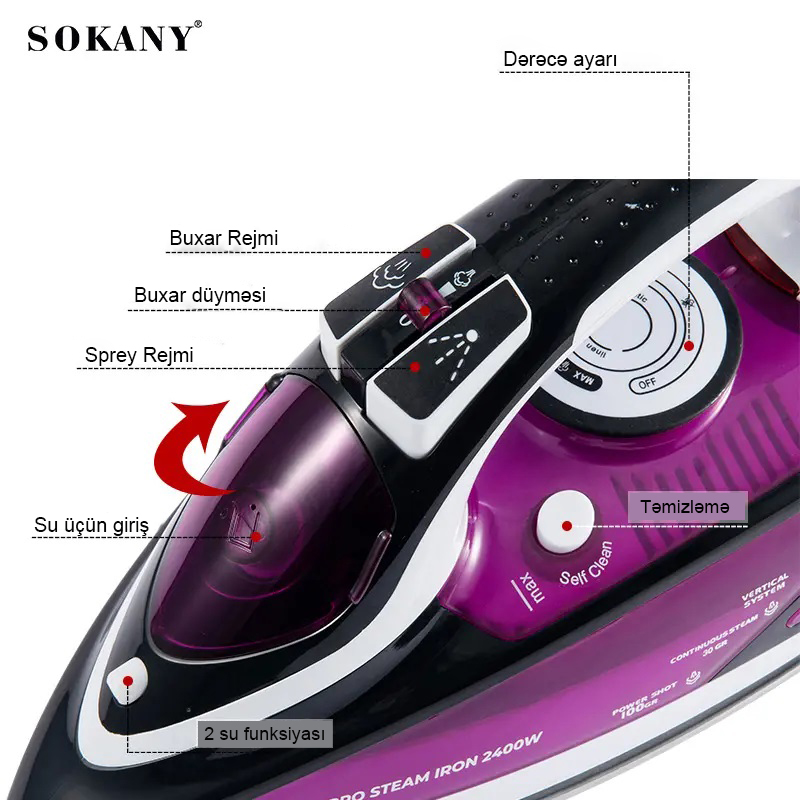 SOKANY®
Dərəcə ayarı
Buxar Rejmi
Buxar düyməsi
Sprey Rejmi
Su üçün giriş
Təmizləmə
2 su funksiyası
linen
MAX
OFF
max
Self Clean
VERTICAL
SYSTEM
CONTINUOUS STEAM
30 GR
POWER SHOT
100GR
STEAM IRON 2400W